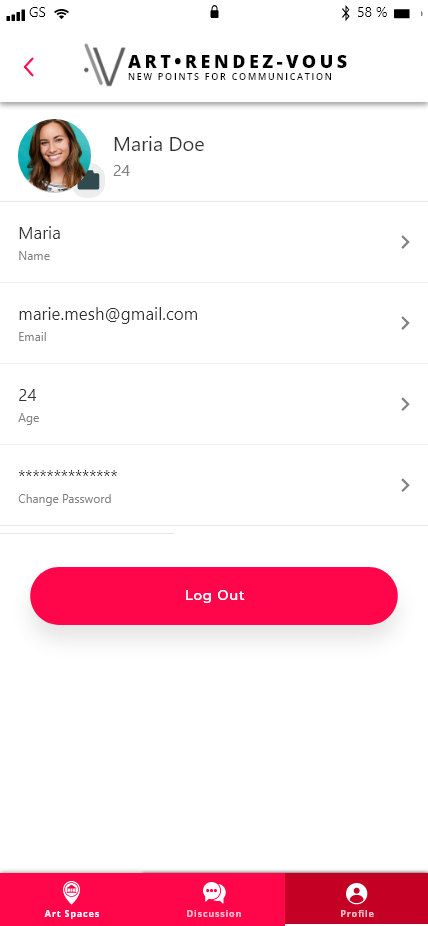 GS 58 %
ART•RENDEZ-VOUS
NEW POINTS FOR COMMUNICATION
Maria Doe
24
Maria
Name
marie.mesh@gmail.com
Email
24
Age
**************
Change Password
Log Out
Art Spaces Discussion Profile